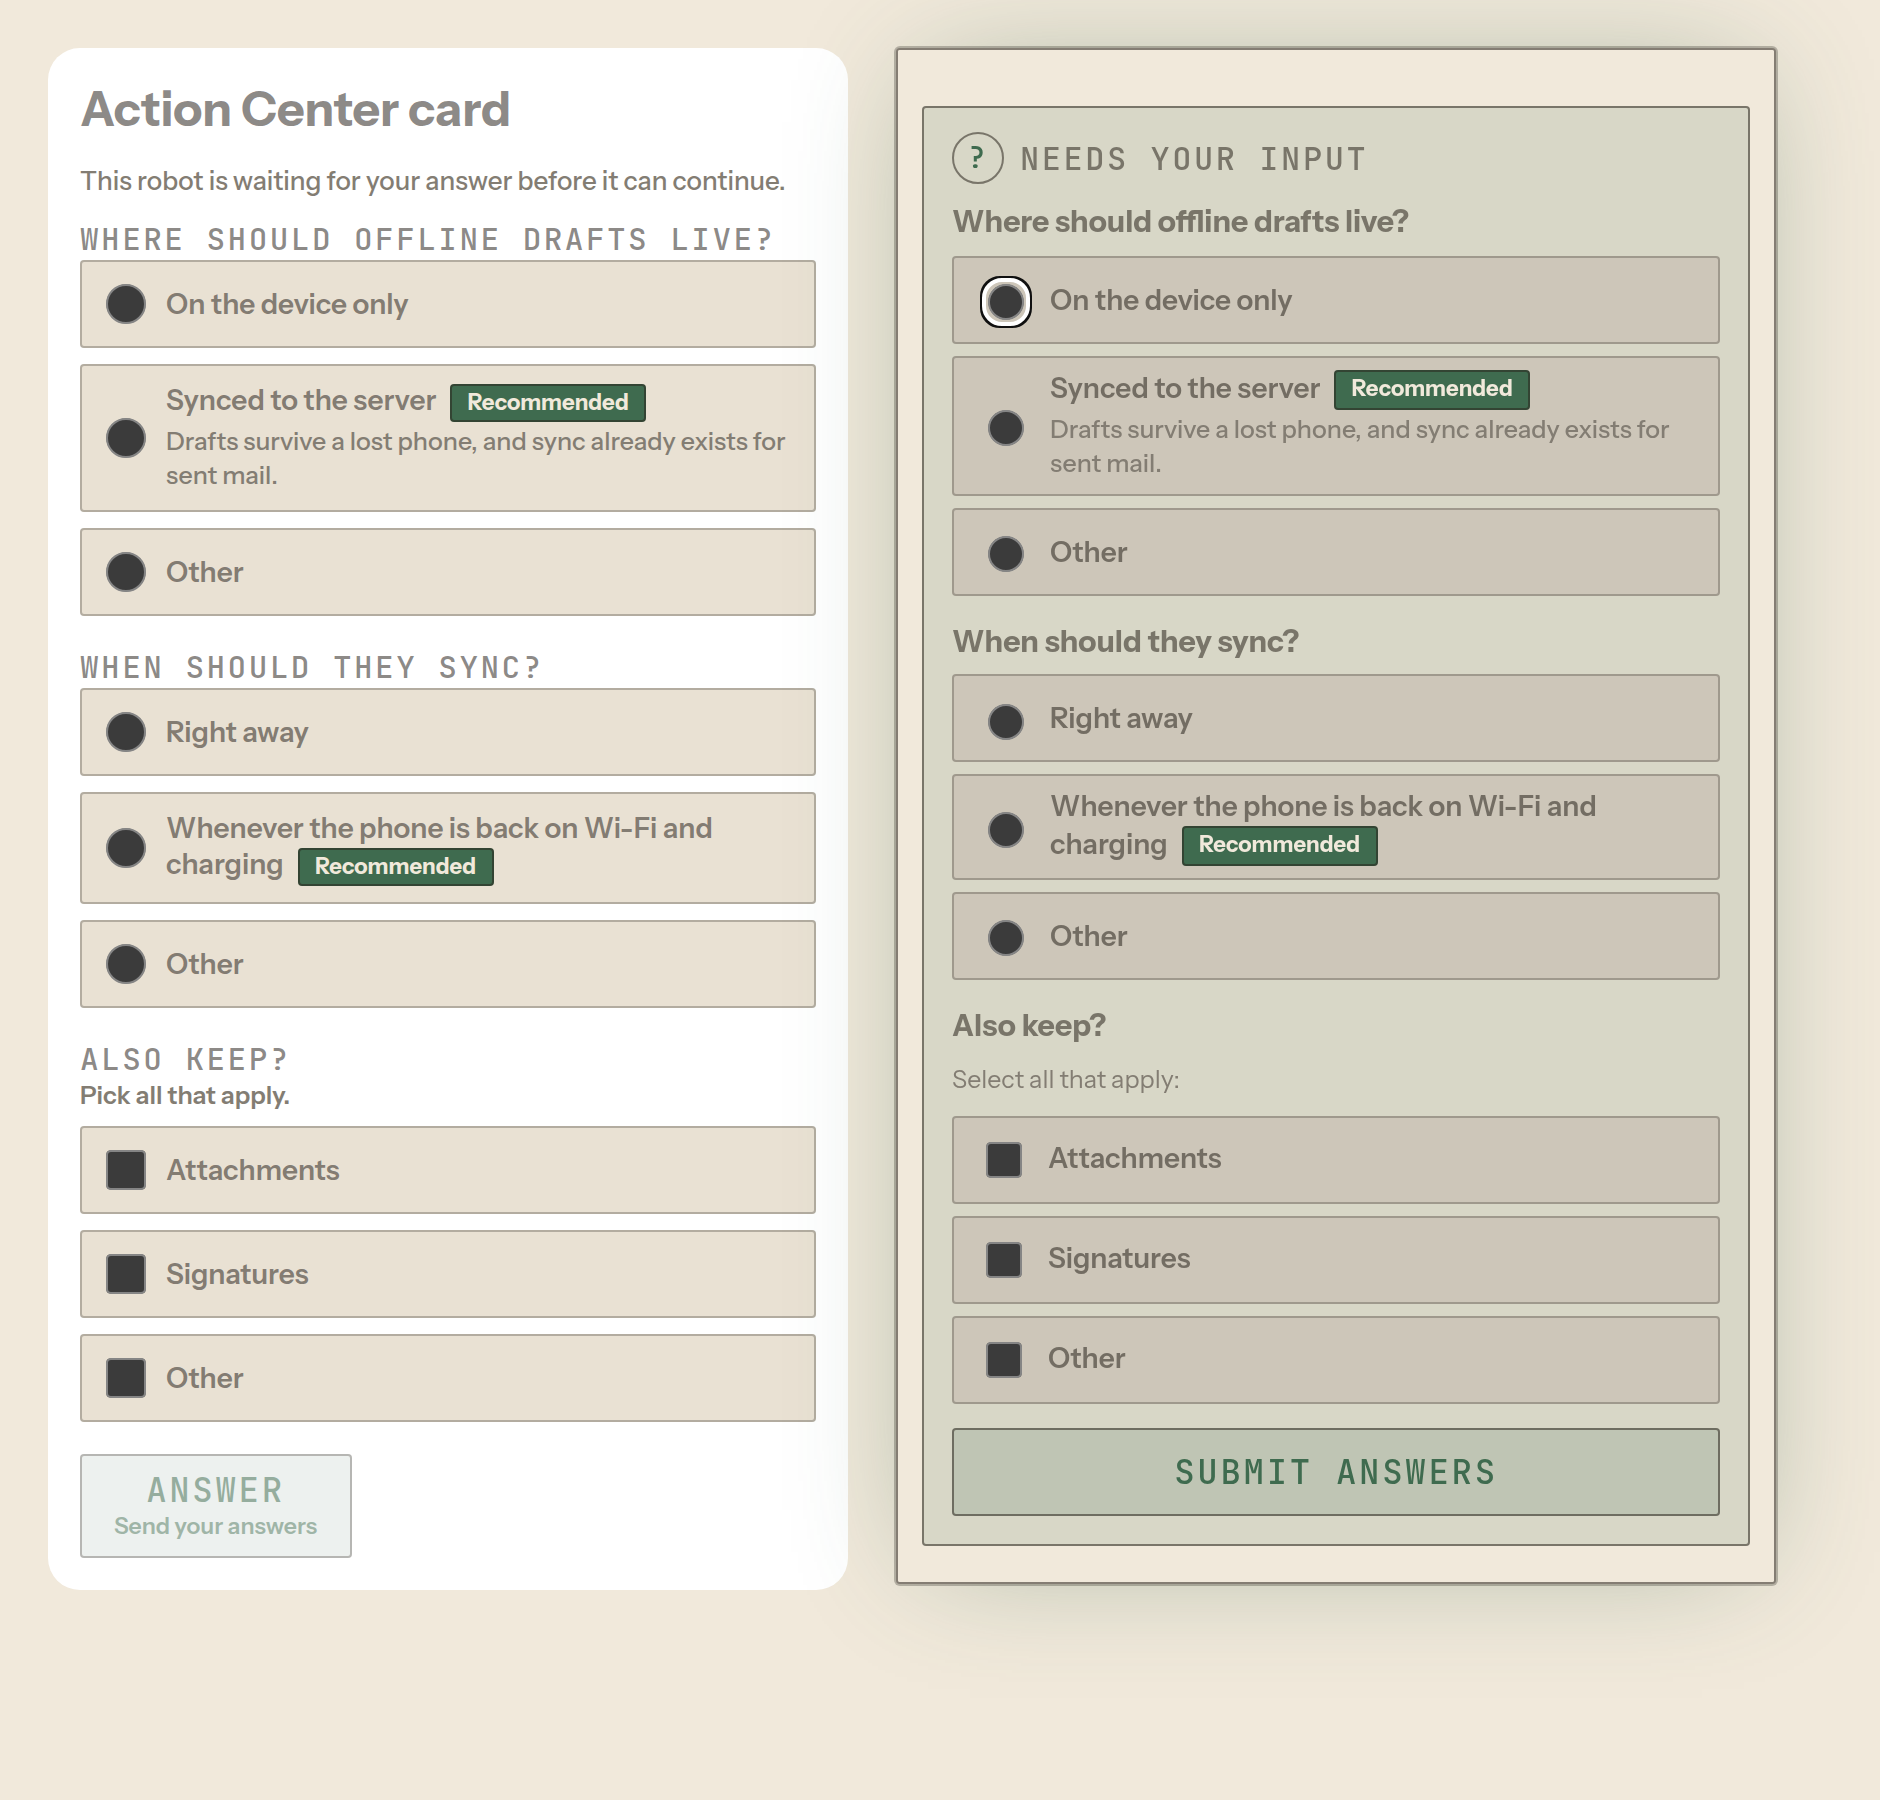 Action Center card
This robot is waiting for your answer before it can continue.
WHERE SHOULD OFFLINE DRAFTS LIVE?
On the device only
Synced to the server Recommended
Drafts survive a lost phone, and sync already exists for
sent mail.
Other
WHEN SHOULD THEY SYNC?
Right away
Whenever the phone is back on Wi-Fi and
charging Recommended
Other
ALSO KEEP?
Pick all that apply.
Attachments
Signatures
Other
ANSWER
Send your answers
? NEEDS YOUR INPUT
Where should offline drafts live?
On the device only
Synced to the server Recommended
Drafts survive a lost phone, and sync already exists for
sent mail.
Other
When should they sync?
Right away
Whenever the phone is back on Wi-Fi and
charging Recommended
Other
Also keep?
Select all that apply:
Attachments
Signatures
Other
SUBMIT ANSWERS